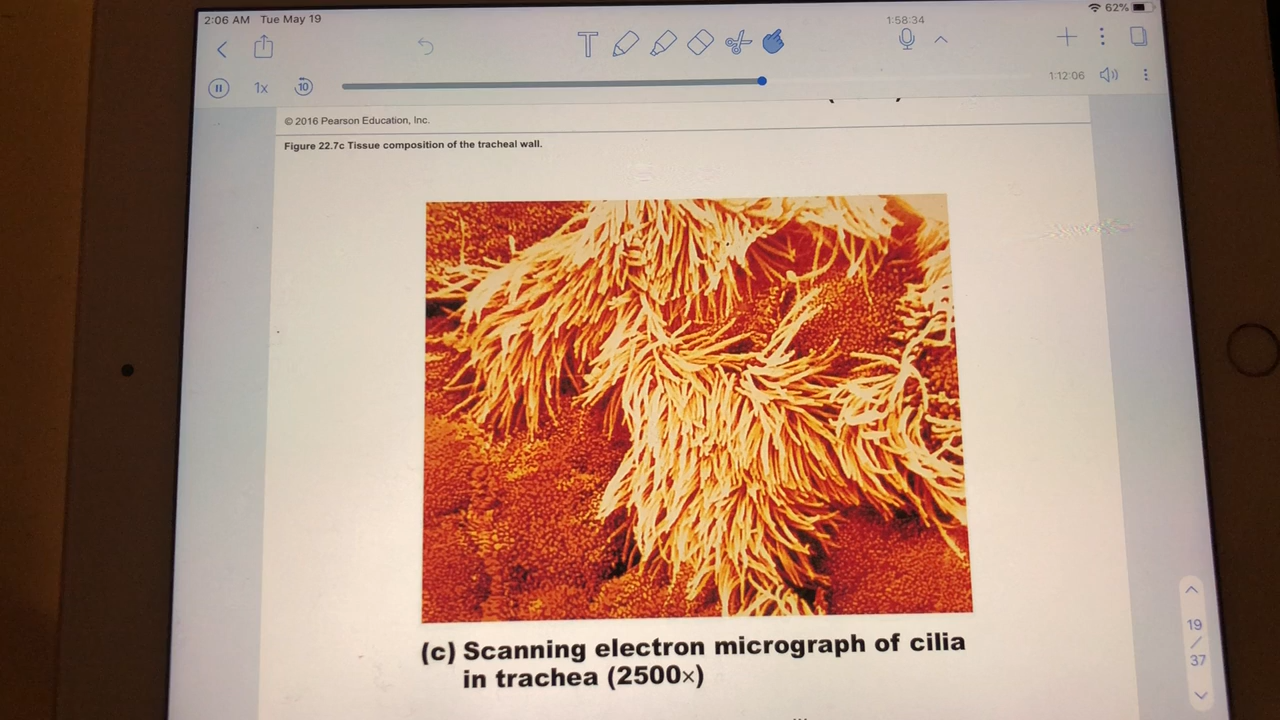 2:06 AM Tue May 19
62%
1:58:34
T
1x
10
1:12:06
© 2016 Pearson Education, Inc.
Figure 22.7c Tissue composition of the tracheal wall.
(c) Scanning electron micrograph of cilia
in trachea (2500×)
19
/
37